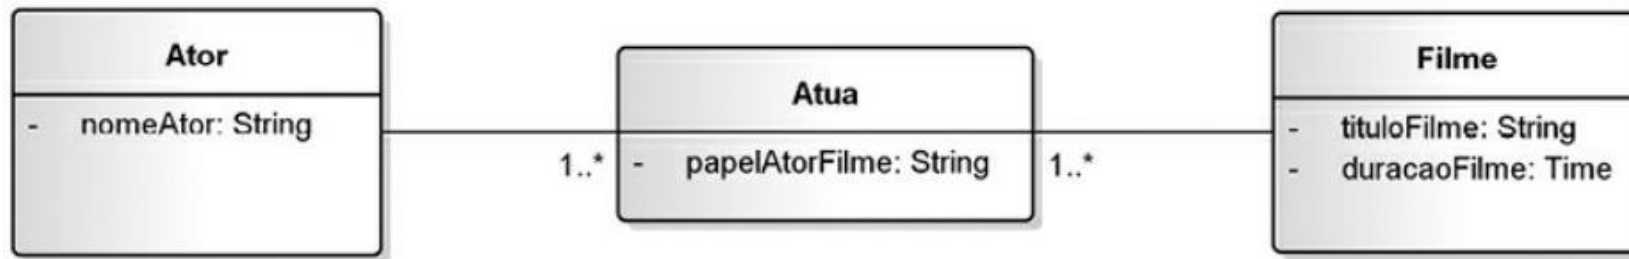 Ator
- nomeAtor: String
1..*
Atua
- papelAtorFilme: String
1..*
Filme
- tituloFilme: String
- duracaoFilme: Time